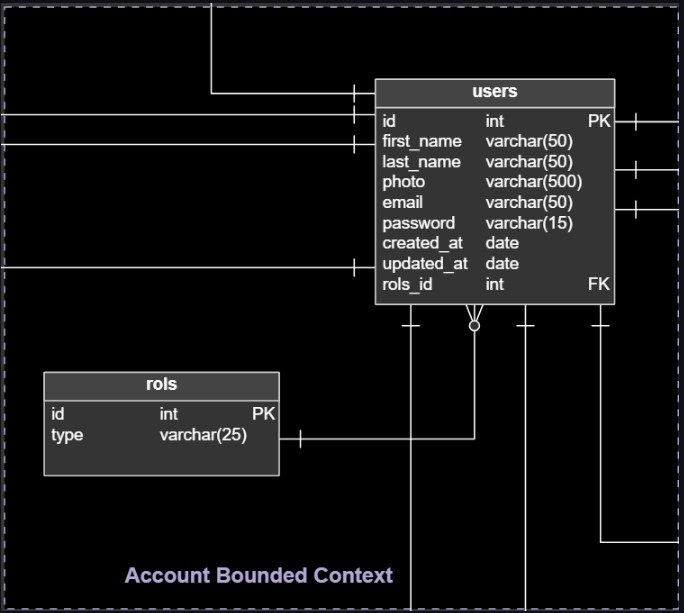 users
id int PK
first_name varchar(50)
last_name varchar(50)
photo varchar(500)
email varchar(50)
password varchar(15)
created_at date
updated_at date
rols_id int FK
rols
id int PK
type varchar(25)
Account Bounded Context